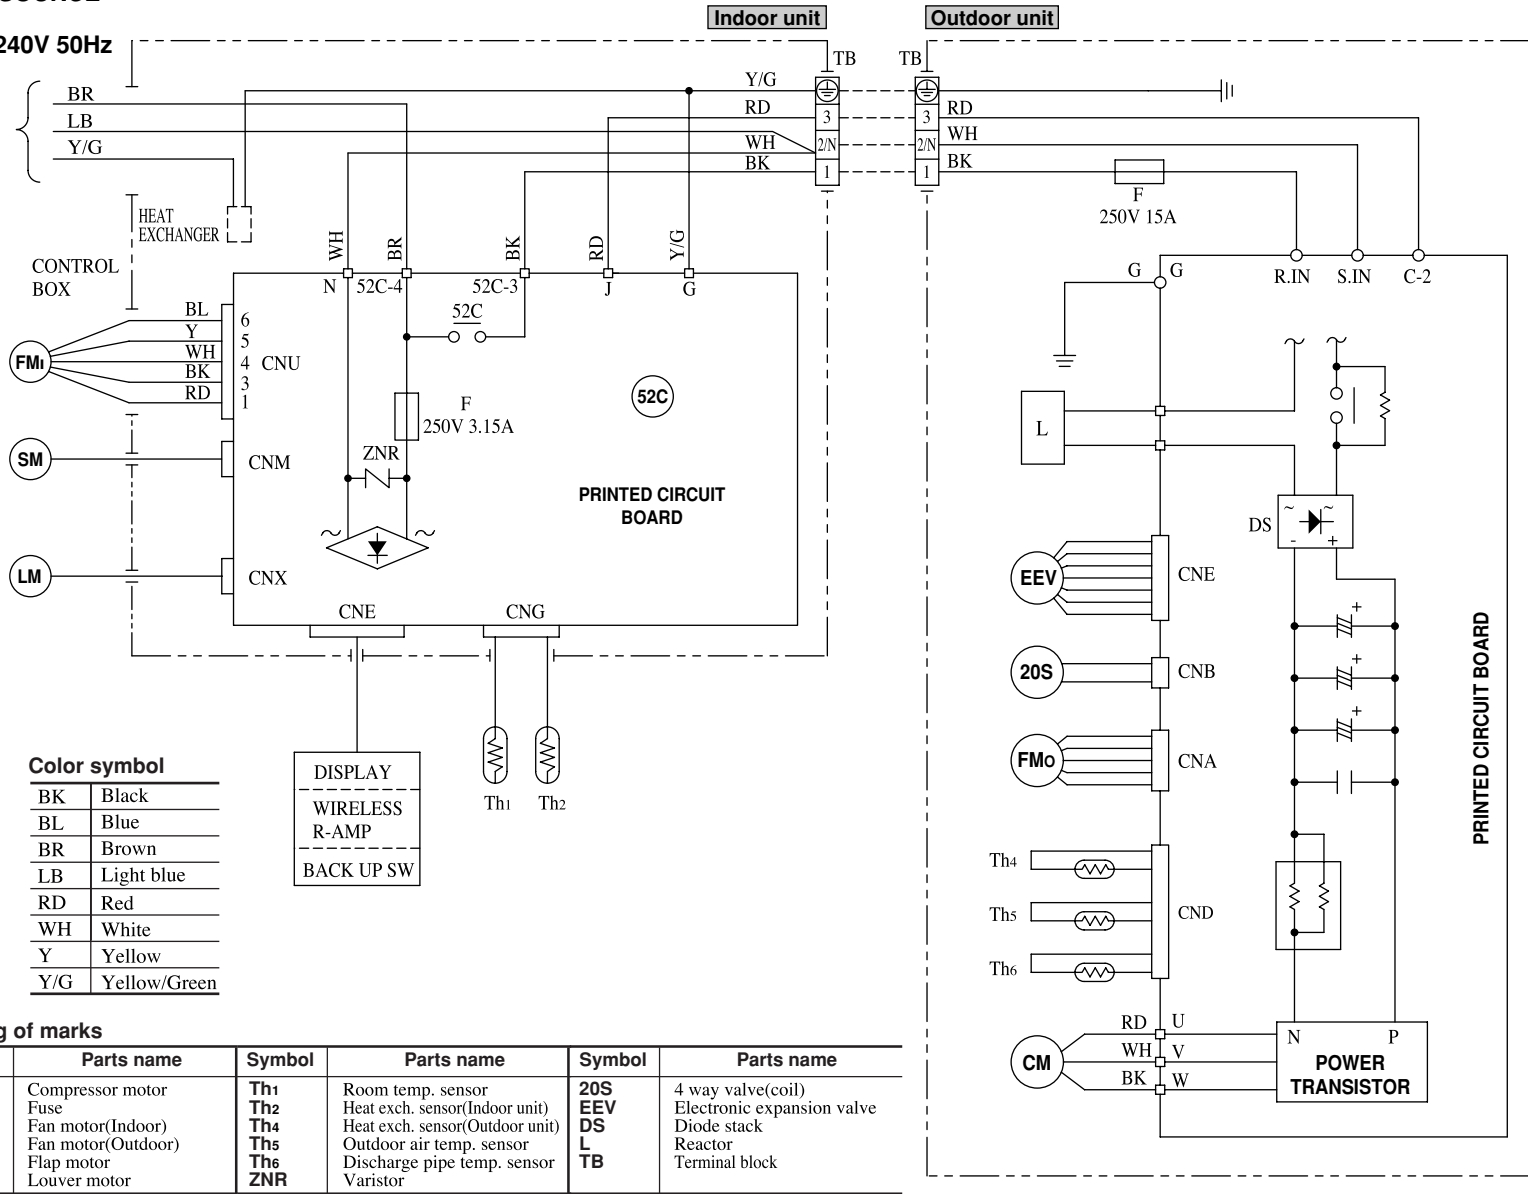 Indoor unit
Outdoor unit
240V 50Hz
BR
LB
Y/G
TB
TB
Y/G
RD
WH
BK
3
2/N
1
3
2/N
1
RD
WH
BK
F
250V 15A
HEAT
EXCHANGER
CONTROL
BOX
WH
BR
BK
RD
Y/G
N
52C-4
52C-3
J
G
52C
BL
Y
WH
BK
RD
6
5
4
3
1
CNU
FMI
F
250V 3.15A
52C
ZNR
SM
CNM
PRINTED CIRCUIT
BOARD
LM
CNX
CNE
CNG
DISPLAY
WIRELESS
R-AMP
BACK UP SW
Th1
Th2
G
G
R.IN
S.IN
C-2
L
DS
~
~
-
+
EEV
CNE
20S
CNB
FMO
CNA
+
+
+
PRINTED CIRCUIT BOARD
Th4
Th5
Th6
CND
CM
RD
WH
BK
U
V
W
N
P
POWER
TRANSISTOR
Color symbol
BK Black
BL Blue
BR Brown
LB Light blue
RD Red
WH White
Y Yellow
Y/G Yellow/Green
g of marks
Parts name Symbol Parts name Symbol Parts name
Compressor motor Th1 Room temp. sensor 20S 4 way valve(coil)
Fuse Th2 Heat exch. sensor(Indoor unit) EEV Electronic expansion valve
Fan motor(Indoor) Th4 Heat exch. sensor(Outdoor unit) DS Diode stack
Fan motor(Outdoor) Th5 Outdoor air temp. sensor L Reactor
Flap motor Th6 Discharge pipe temp. sensor TB Terminal block
Louver motor ZNR Varistor